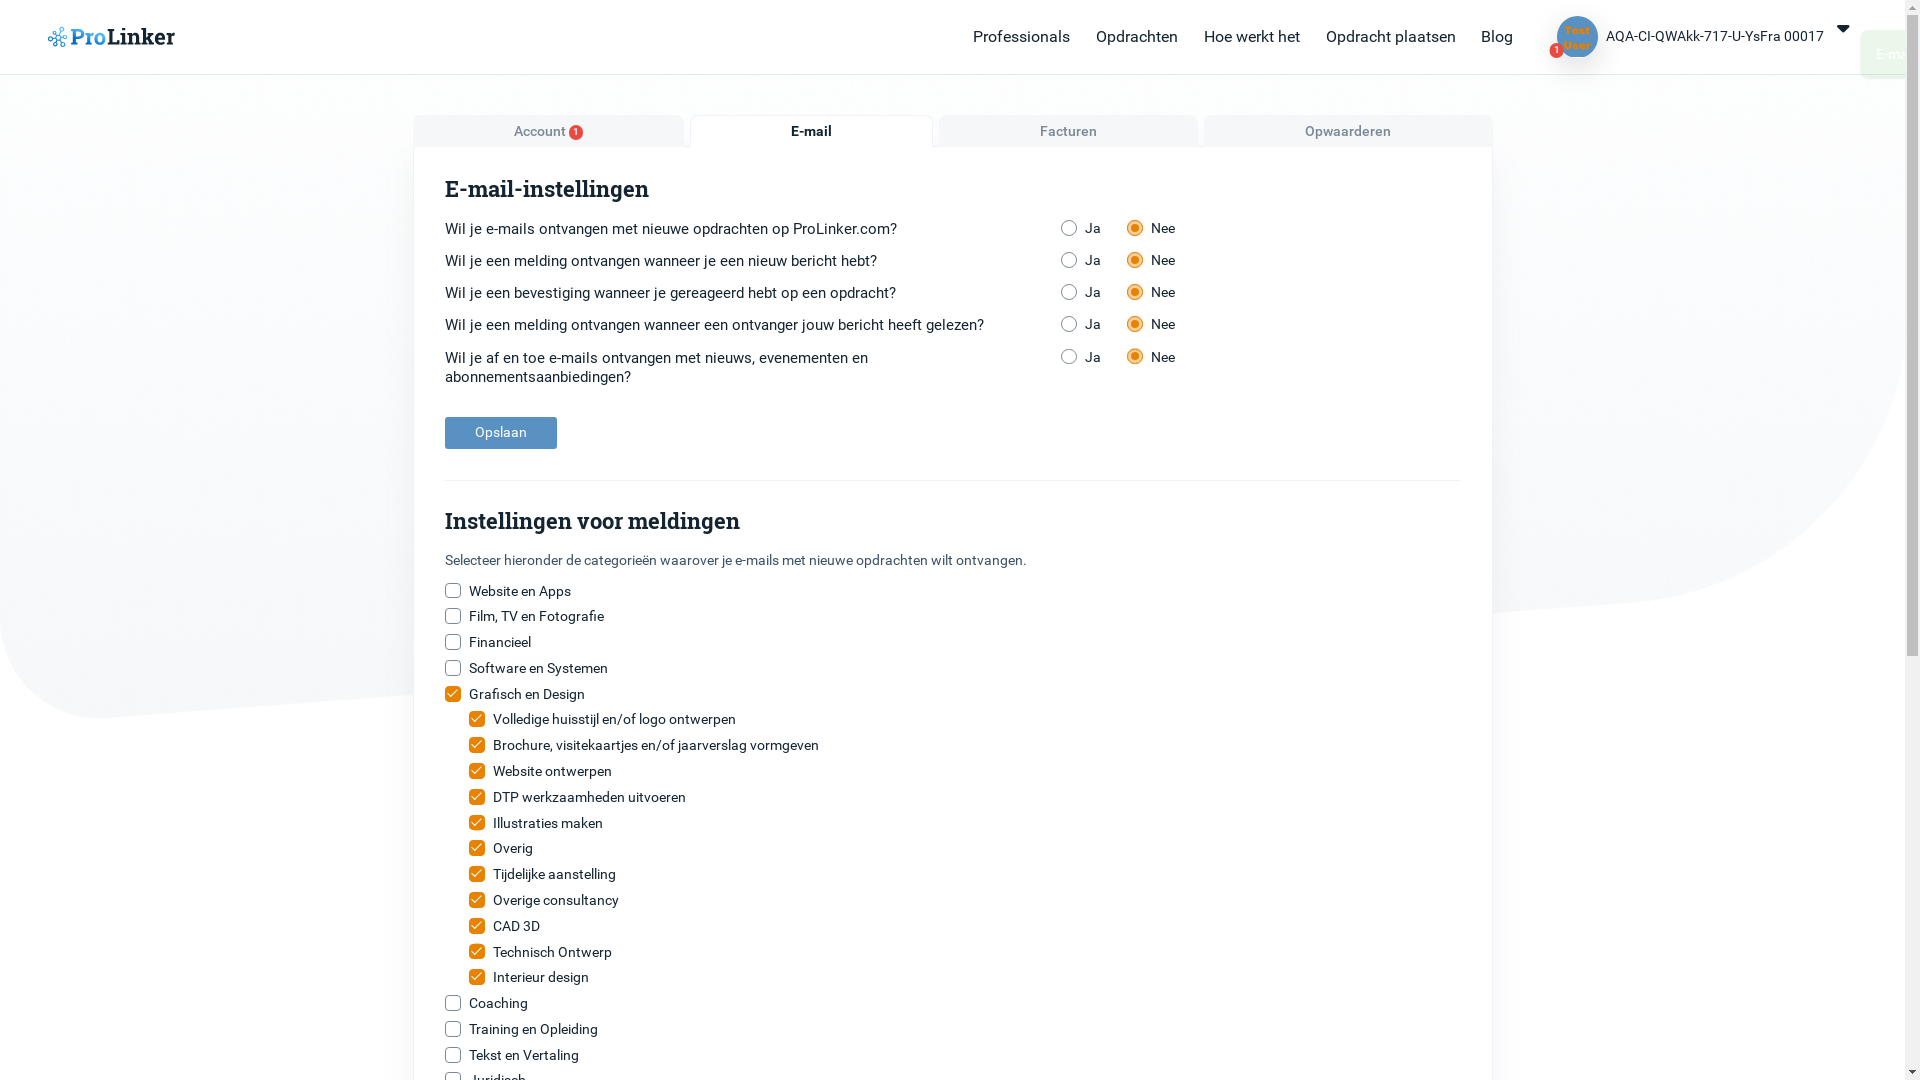 ProLinker
Professionals
Opdrachten
Hoe werkt het
Opdracht plaatsen
Blog
Test
User
1
AQA-CI-QWAkk-717-U-YsFra 00017
Account 1
E-mail
Facturen
Opwaarderen
E-mail-instellingen
Wil je e-mails ontvangen met nieuwe opdrachten op ProLinker.com? Ja Nee
Wil je een melding ontvangen wanneer je een nieuw bericht hebt? Ja Nee
Wil je een bevestiging wanneer je gereageerd hebt op een opdracht? Ja Nee
Wil je een melding ontvangen wanneer een ontvanger jouw bericht heeft gelezen? Ja Nee
Wil je af en toe e-mails ontvangen met nieuws, evenementen en Ja Nee
abonnementsaanbiedingen?
Opslaan
Instellingen voor meldingen
Selecteer hieronder de categorieën waarover je e-mails met nieuwe opdrachten wilt ontvangen.
Website en Apps
Film, TV en Fotografie
Financieel
Software en Systemen
Grafisch en Design
Volledige huisstijl en/of logo ontwerpen
Brochure, visitekaartjes en/of jaarverslag vormgeven
Website ontwerpen
DTP werkzaamheden uitvoeren
Illustraties maken
Overig
Tijdelijke aanstelling
Overige consultancy
CAD 3D
Technisch Ontwerp
Interieur design
Coaching
Training en Opleiding
Tekst en Vertaling
Juridisch